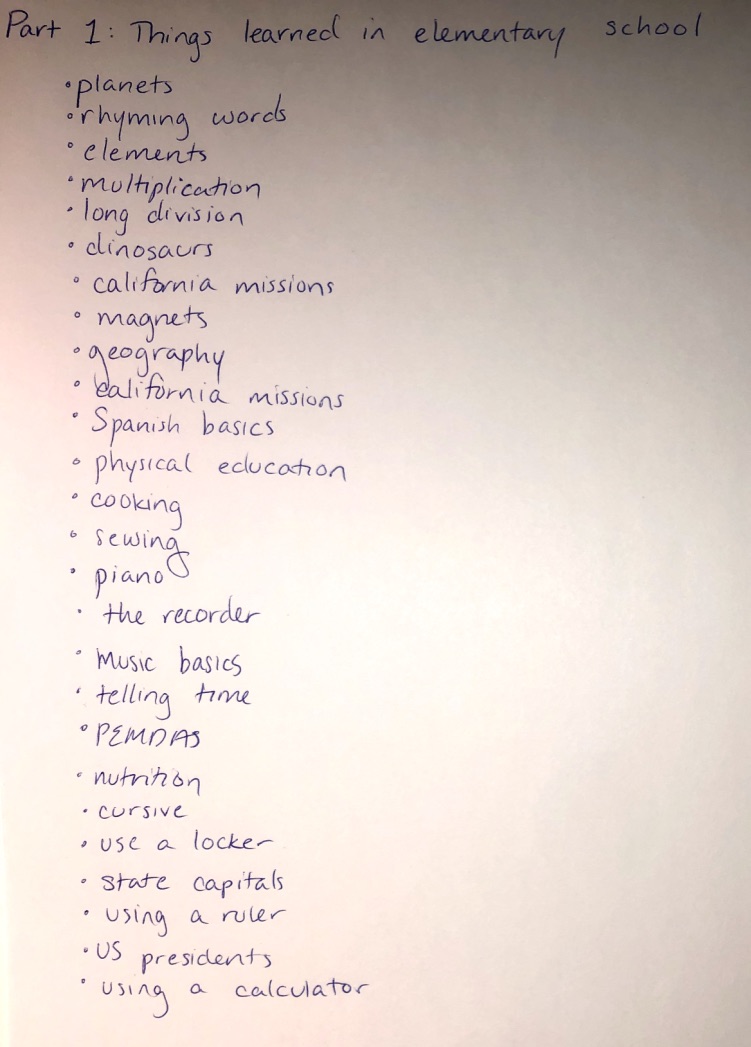 Part 1: Things learned in elementary school
• planets
• rhyming words
• elements
• multiplication
• long division
• dinosaurs
• california missions
• magnets
• geography
• california missions
• Spanish basics
• physical education
• cooking
• sewing
• piano
• the recorder
• Music basics
• telling time
• PEMDAS
• nutrition
• cursive
• use a locker
• state capitals
• using a ruler
• US presidents
• using a calculator